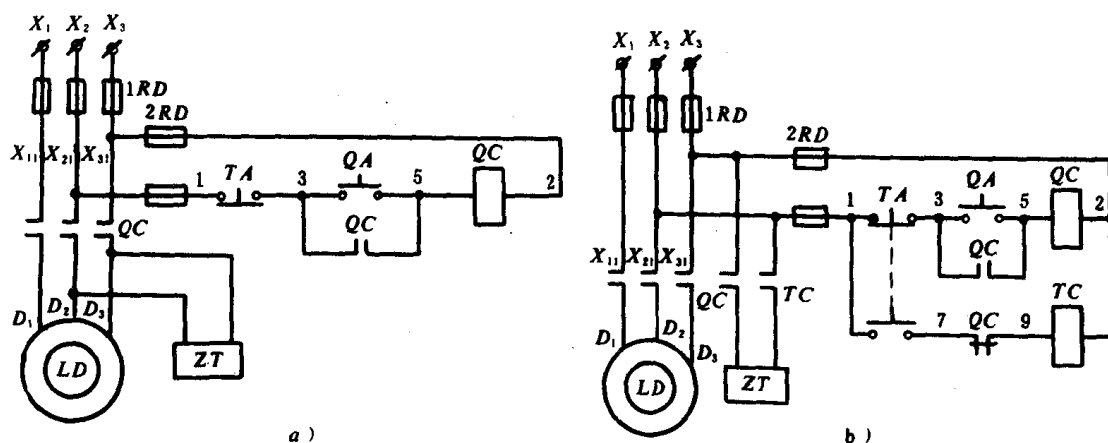 X₁ X₂ X₃
1RD
2RD
X₁₁ X₂₁ X₃₁
1 TA 3 QA 5 QC 2
QC
QC
D₁ D₂ D₃
LD
ZT
a)
X₁ X₂ X₃
1RD
2RD
1 TA 3 QA 5 QC 2
X₁₁ X₂₁ X₃₁
QC
QC TC
7 QC 9 TC
D₁ D₂ D₃
LD
ZT
b)